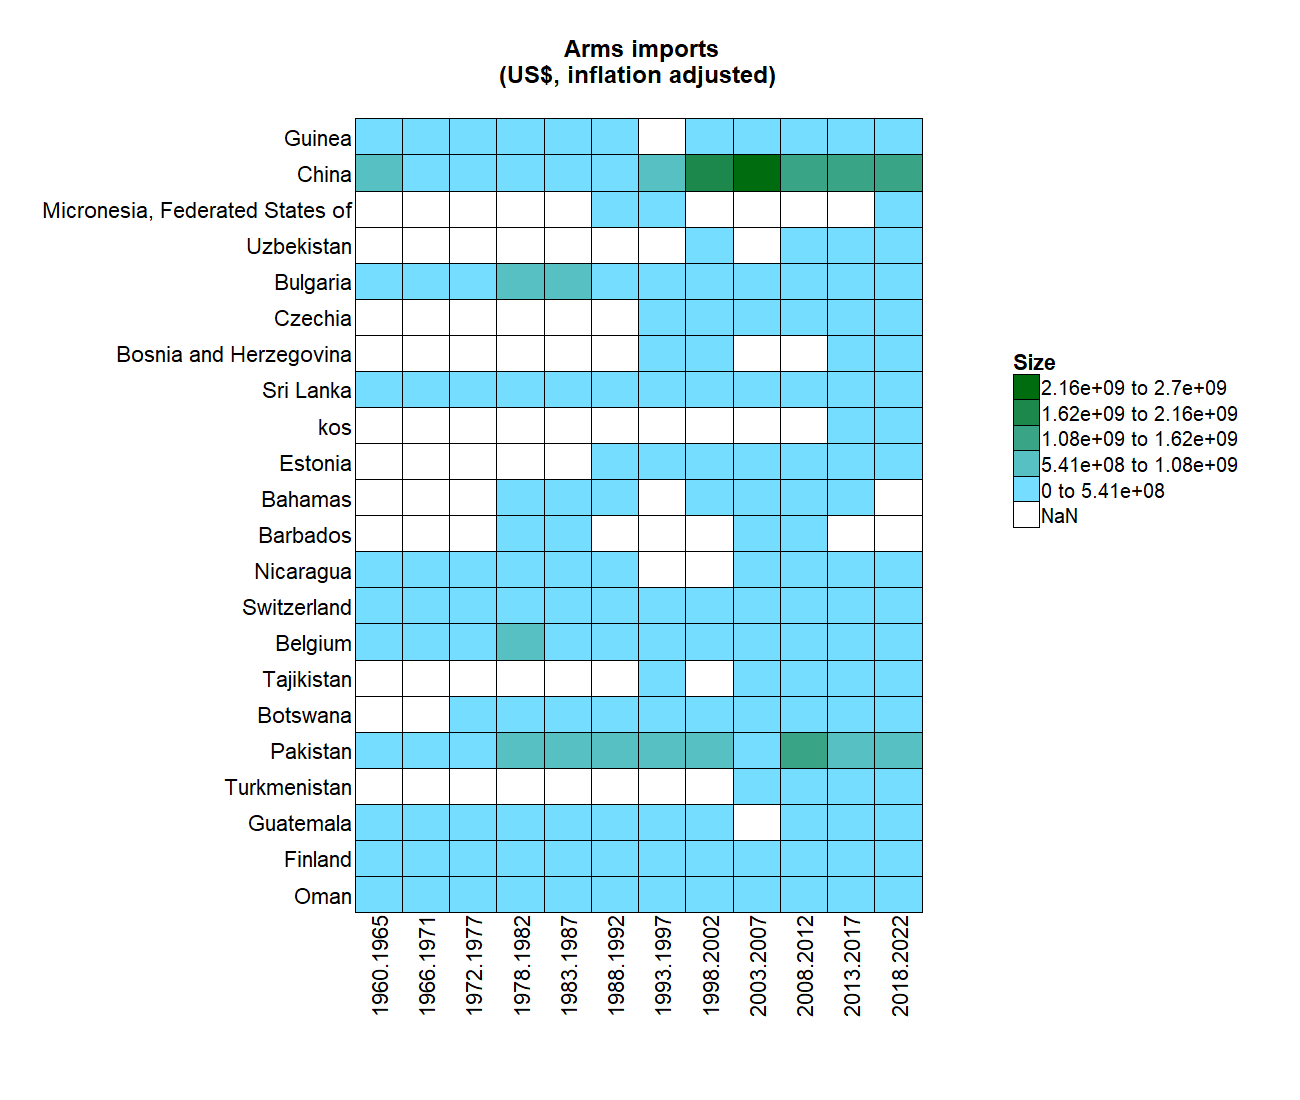 Arms imports
(US$, inflation adjusted)
Guinea
China
Micronesia, Federated States of
Uzbekistan
Bulgaria
Czechia
Bosnia and Herzegovina
Sri Lanka
kos
Estonia
Bahamas
Barbados
Nicaragua
Switzerland
Belgium
Tajikistan
Botswana
Pakistan
Turkmenistan
Guatemala
Finland
Oman
1960.1965
1966.1971
1972.1977
1978.1982
1983.1987
1988.1992
1993.1997
1998.2002
2003.2007
2008.2012
2013.2017
2018.2022
Size
2.16e+09 to 2.7e+09
1.62e+09 to 2.16e+09
1.08e+09 to 1.62e+09
5.41e+08 to 1.08e+09
0 to 5.41e+08
NaN